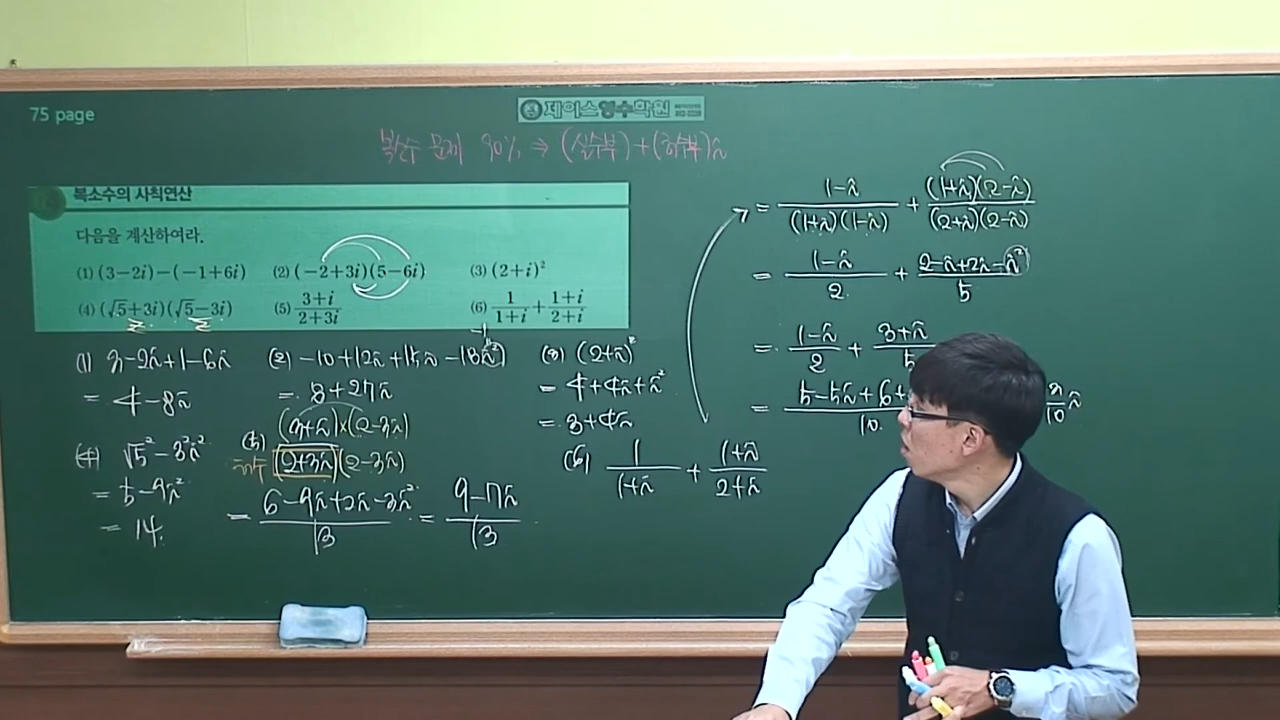 75 page
제이스영수학원
복소수 문제 90% ⇒ (실수부)+(허수부)i
복소수의 사칙연산
다음을 계산하여라.
(1) (3−2i)−(−1+6i) (2) (−2+3i)(5−6i) (3) (2+i)²
(4) (√5+3i)(√5−3i) (5) (3+i)/(2+3i) (6) 1/(1+i) + (1+i)/(2+i)
(1) 3−2i+1−6i
= 4−8i
(2) −10+12i+15i−18i²
−1
= 8+27i
(3) (2+i)²
= 4+4i+i²
= 3+4i
(4) √5²−3²i²
= 5−9i²
= 14.
(5) (3+i)×(2−3i)
(2+3i)(2−3i)
= (6−9i+2i−3i²)/13 = (9−7i)/13
(6) 1/(1+i) + (1+i)/(2+i)
= (1−i)/((1+i)(1−i)) + ((1+i)(2−i))/((2+i)(2−i))
= (1−i)/2 + (2−i+2i−i²)/5
= (1−i)/2 + (3+i)/5
= (5−5i+6+)/10
/10 i